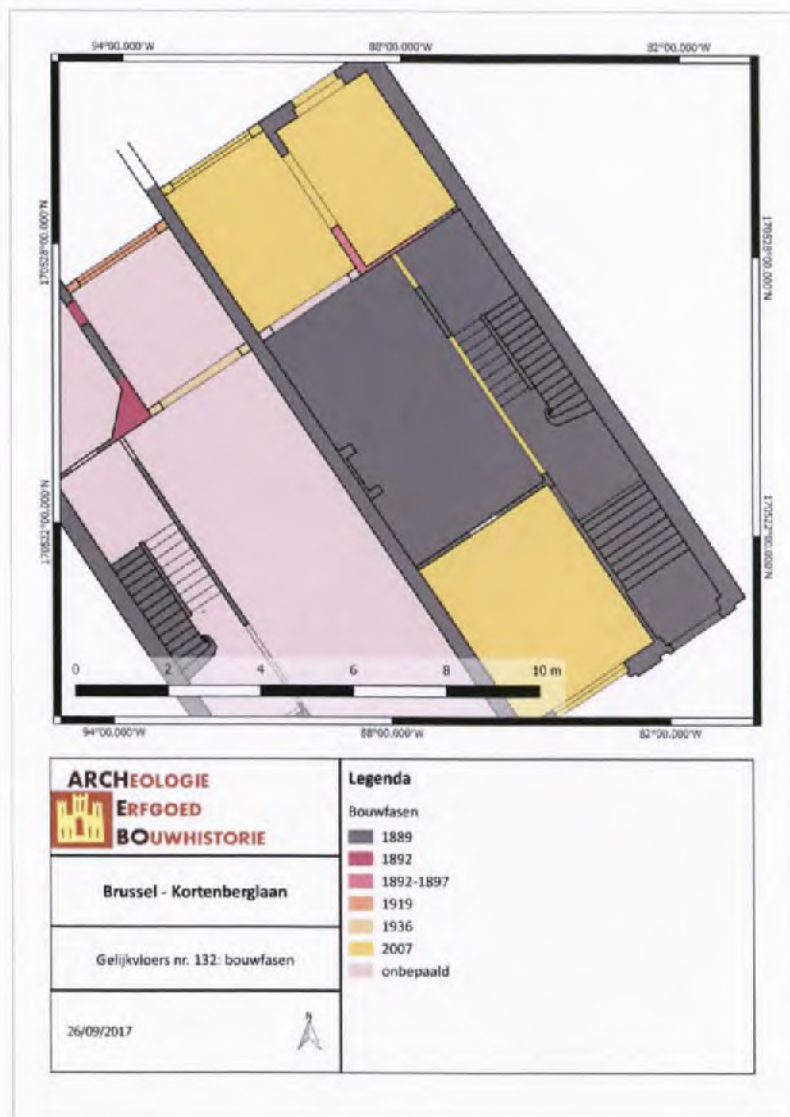 94°00.000'W 88°00.000'W 82°00.000'W
170528°00.000'N 170528°00.000'N
170522°00.000'N 170522°00.000'N
0 2 4 6 8 10 m
94°00.000'W 88°00.000'W 82°00.000'W
ARCHEOLOGIE
ERFGOED
BOUWHISTORIE
Brussel - Kortenberglaan
Gelijkvloers nr. 132: bouwfasen
26/09/2017
N
Legenda
Bouwfasen
1889
1892
1892-1897
1919
1936
2007
onbepaald